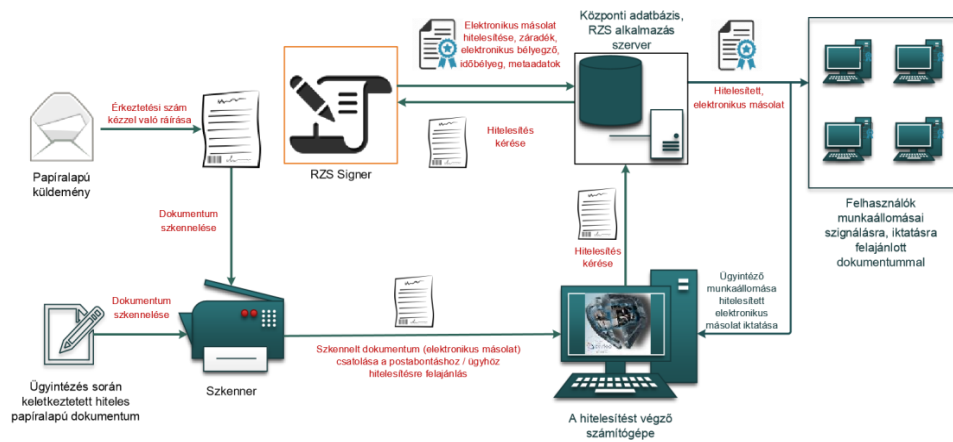 Elektronikus másolat
hitelesítése, záradék,
elektronikus bélyegző,
időbélyeg, metaadatok
Központi adatbázis,
RZS alkalmazás
szerver
Érkeztetési szám
kézzel való ráírása
Hitelesített,
elektronikus másolat
Hitelesítés
kérése
Papíralapú
küldemény
RZS Signer
Felhasználók
munkaállomásai
szignálásra, iktatásra
felajánlott
dokumentummal
Dokumentum
szkennelése
Hitelesítés
kérése
Ügyintéző
munkaállomása
hitelesített
elektronikus
másolat iktatása
Dokumentum
szkennelése
Szkennelt dokumentum (elektronikus másolat)
csatolása a postabontáshoz / ügyhöz
hitelesítésre felajánlás
Szkenner
Ügyintézés során
keletkeztetett hiteles
papíralapú dokumentum
A hitelesítést végző
számítógépe